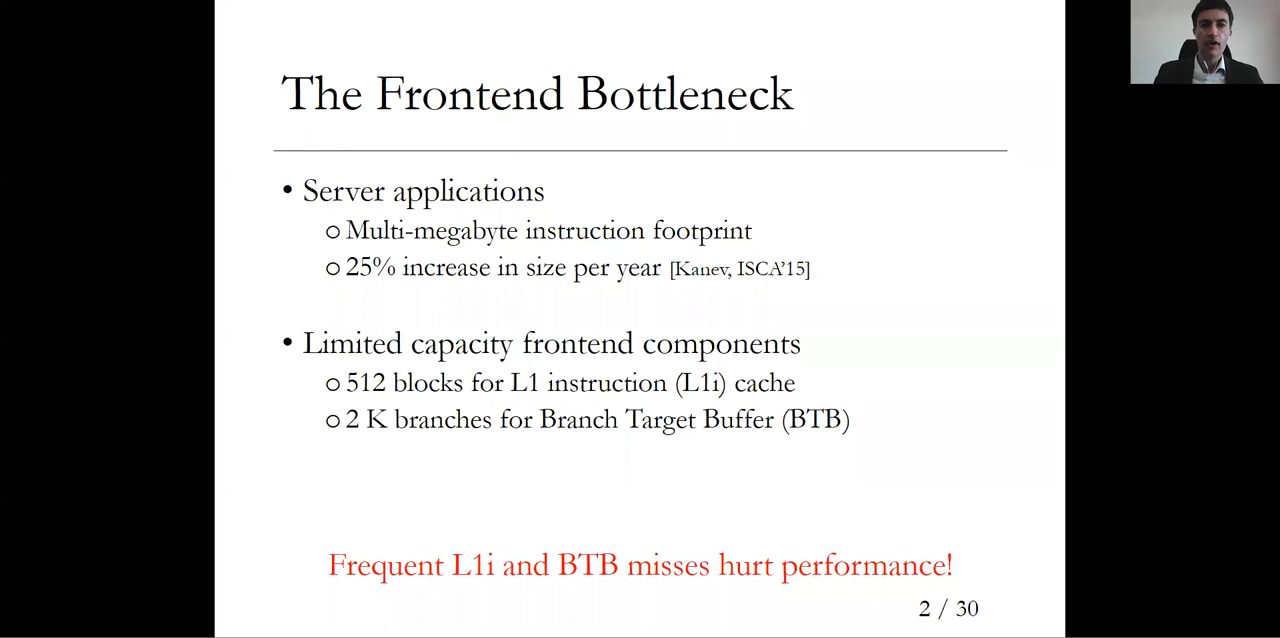 The Frontend Bottleneck
• Server applications
o Multi-megabyte instruction footprint
o 25% increase in size per year [Kanev, ISCA'15]
• Limited capacity frontend components
o 512 blocks for L1 instruction (L1i) cache
o 2 K branches for Branch Target Buffer (BTB)
Frequent L1i and BTB misses hurt performance!
2 / 30